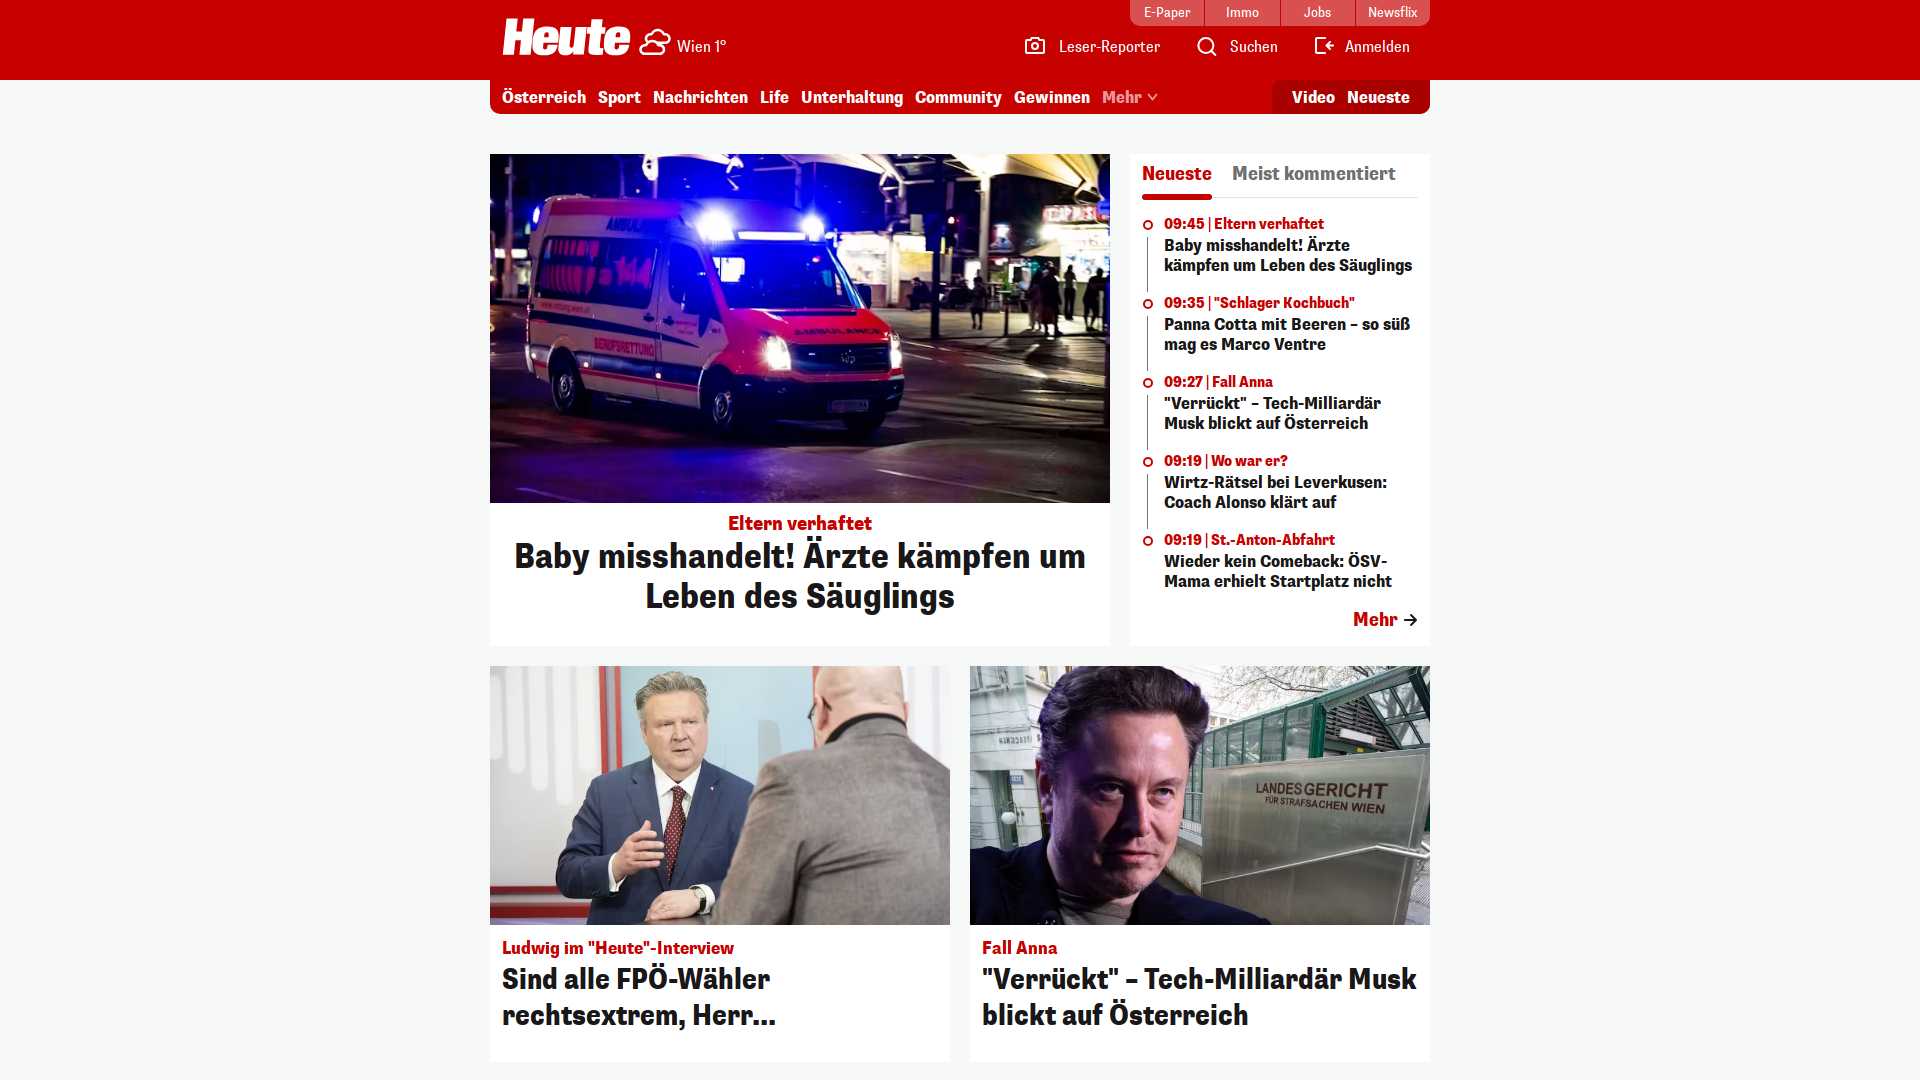 E-Paper
Immo
Jobs
Newsflix
Heute
Wien 1°
Leser-Reporter
Suchen
Anmelden
Österreich
Sport
Nachrichten
Life
Unterhaltung
Community
Gewinnen
Mehr
Video
Neueste
AMBULANCE
BERUFSRETTUNG
Eltern verhaftet
Baby misshandelt! Ärzte kämpfen um
Leben des Säuglings
Neueste
Meist kommentiert
09:45 | Eltern verhaftet
Baby misshandelt! Ärzte
kämpfen um Leben des Säuglings
09:35 | "Schlager Kochbuch"
Panna Cotta mit Beeren – so süß
mag es Marco Ventre
09:27 | Fall Anna
"Verrückt" – Tech-Milliardär
Musk blickt auf Österreich
09:19 | Wo war er?
Wirtz-Rätsel bei Leverkusen:
Coach Alonso klärt auf
09:19 | St.-Anton-Abfahrt
Wieder kein Comeback: ÖSV-
Mama erhielt Startplatz nicht
Mehr
Ludwig im "Heute"-Interview
Sind alle FPÖ-Wähler
rechtsextrem, Herr...
LANDESGERICHT
FÜR STRAFSACHEN WIEN
Fall Anna
"Verrückt" – Tech-Milliardär Musk
blickt auf Österreich